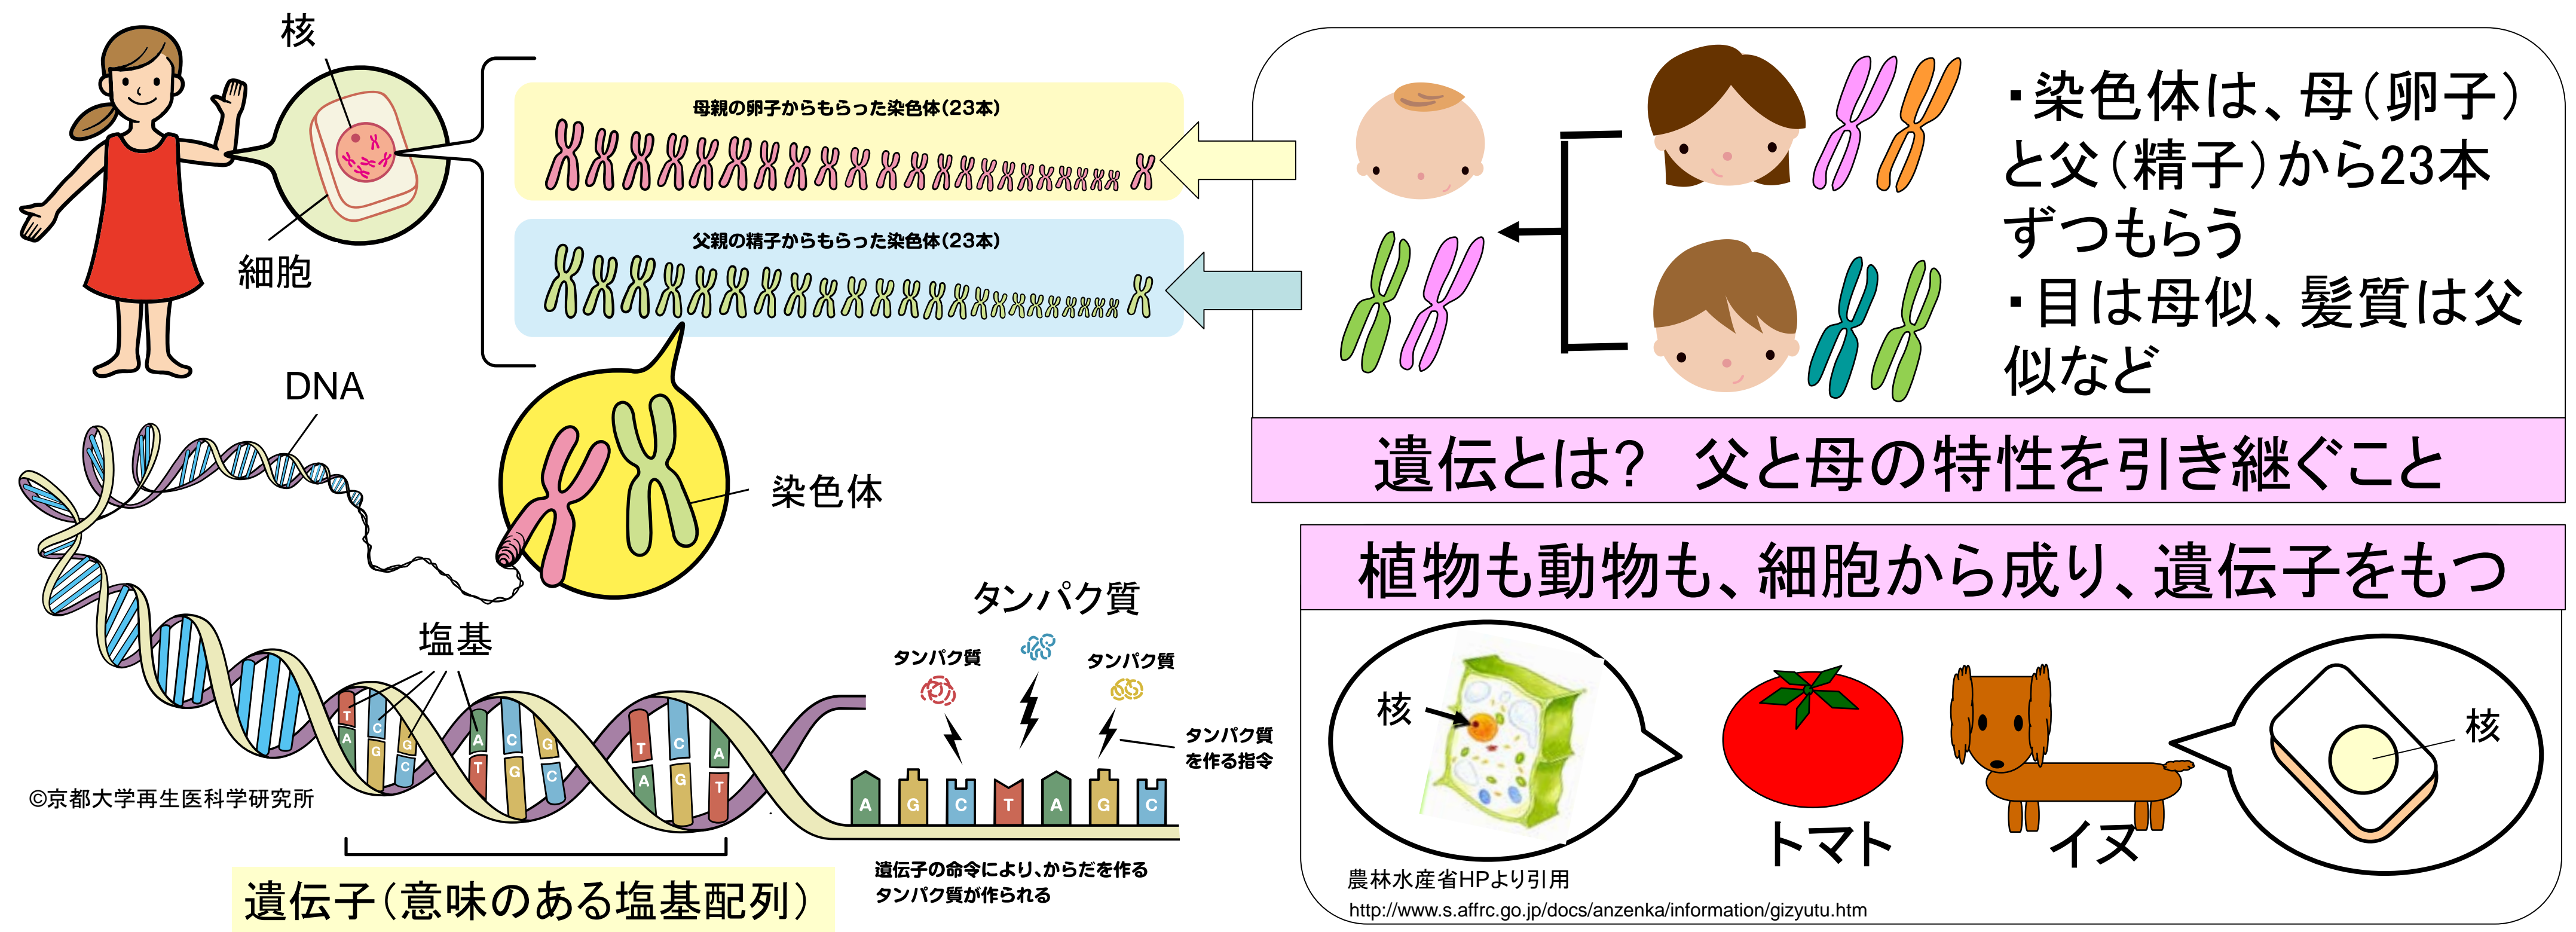 核
細胞
母親の卵子からもらった染色体(23本)
父親の精子からもらった染色体(23本)
DNA
染色体
塩基
T
C
G
A
G
C
A
C
G
T
G
C
T
C
A
A
G
T
©京都大学再生医科学研究所
遺伝子(意味のある塩基配列)
タンパク質
タンパク質
タンパク質
タンパク質
を作る指令
A G C T A G C
遺伝子の命令により、からだを作る
タンパク質が作られる
・染色体は、母(卵子)
と父(精子)から23本
ずつもらう
・目は母似、髪質は父
似など
遺伝とは? 父と母の特性を引き継ぐこと
植物も動物も、細胞から成り、遺伝子をもつ
核
トマト
イヌ
核
農林水産省HPより引用
http://www.s.affrc.go.jp/docs/anzenka/information/gizyutu.htm